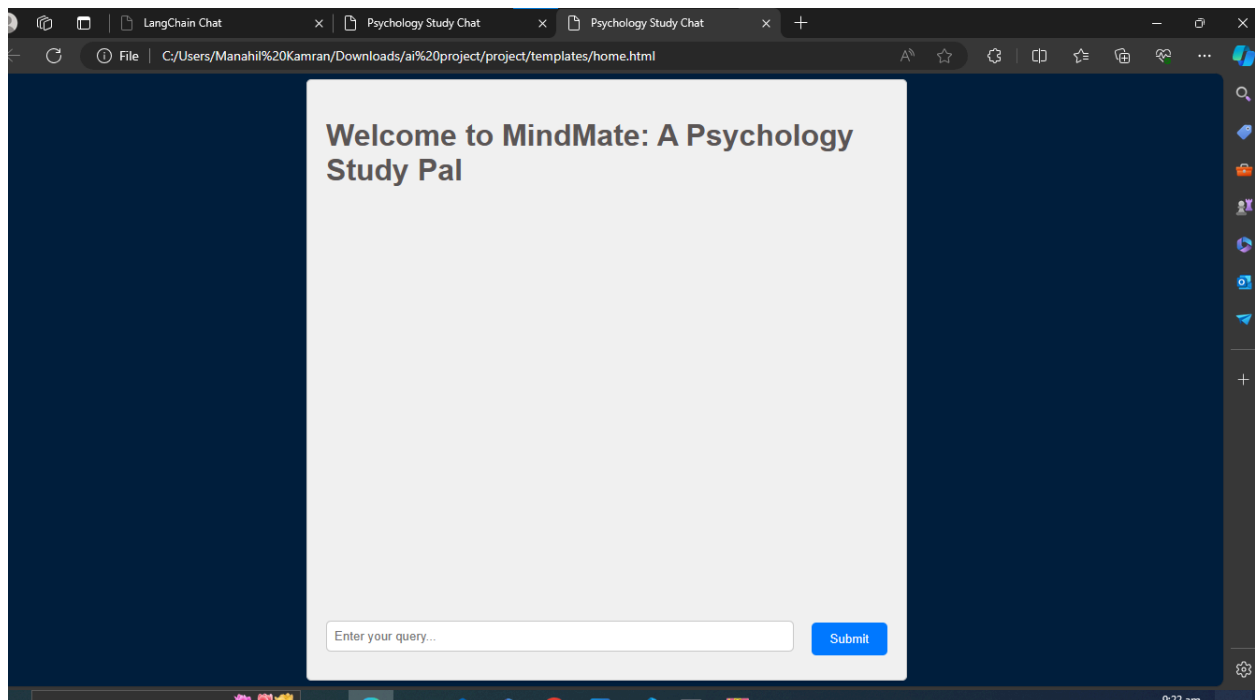 LangChain Chat
Psychology Study Chat
Psychology Study Chat
File
C:/Users/Manahil%20Kamran/Downloads/ai%20project/project/templates/home.html
Welcome to MindMate: A Psychology
Study Pal
Enter your query...
Submit